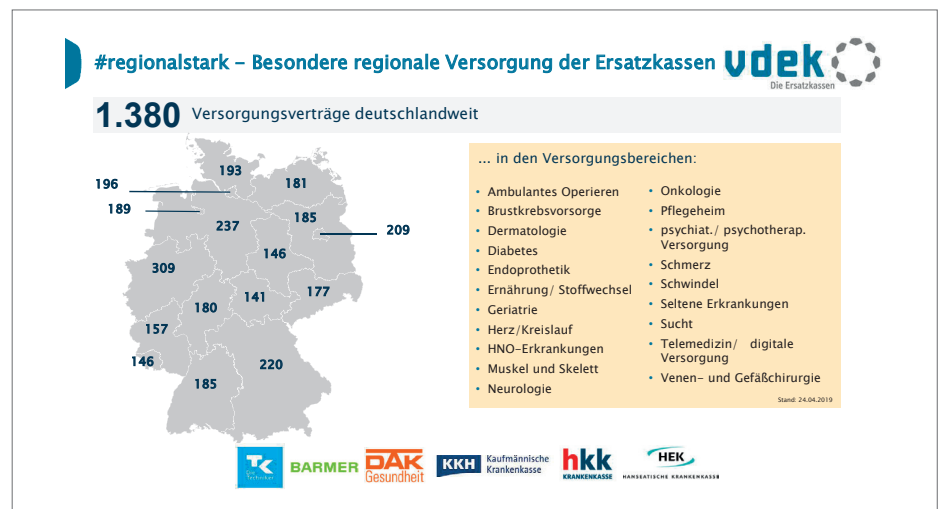 #regionalstark – Besondere regionale Versorgung der Ersatzkassen
vdek
Die Ersatzkassen
1.380 Versorgungsverträge deutschlandweit
193
196
181
189
185
237
209
146
309
177
141
180
157
146
220
185
... in den Versorgungsbereichen:
• Ambulantes Operieren
• Brustkrebsvorsorge
• Dermatologie
• Diabetes
• Endoprothetik
• Ernährung/ Stoffwechsel
• Geriatrie
• Herz/Kreislauf
• HNO-Erkrankungen
• Muskel und Skelett
• Neurologie
• Onkologie
• Pflegeheim
• psychiat./ psychotherap.
Versorgung
• Schmerz
• Schwindel
• Seltene Erkrankungen
• Sucht
• Telemedizin/ digitale
Versorgung
• Venen- und Gefäßchirurgie
Stand: 24.04.2019
TK
Die
Techniker
BARMER
DAK
Gesundheit
KKH
Kaufmännische
Krankenkasse
hkk
KRANKENKASSE
HEK
HANSEATISCHE KRANKENKASSE